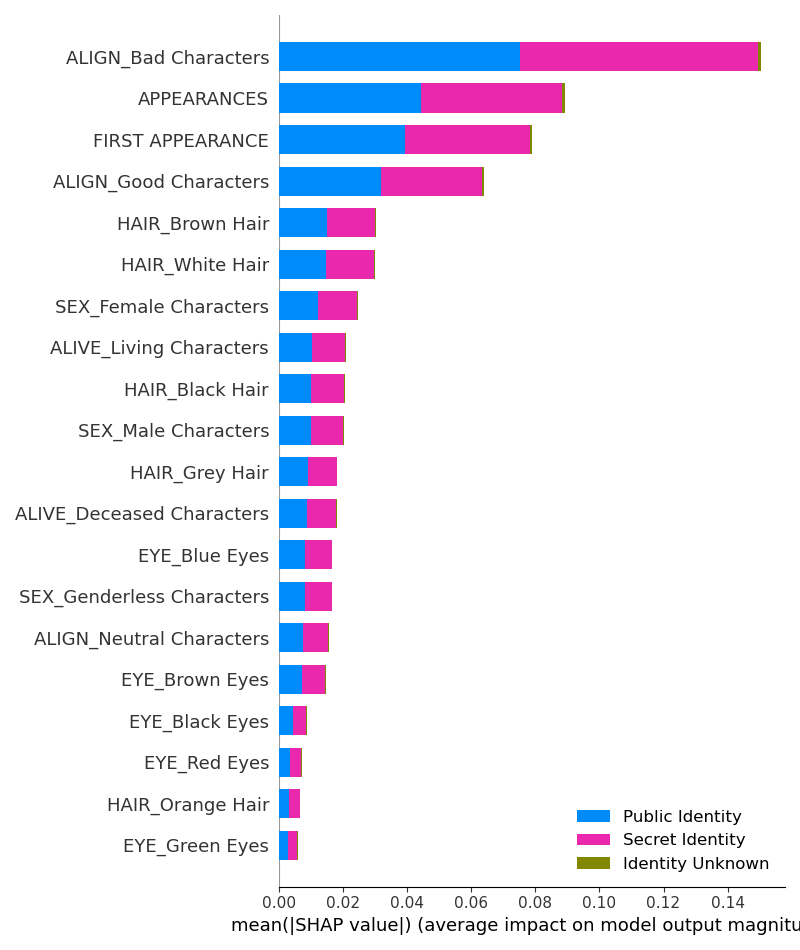 ALIGN_Bad Characters
APPEARANCES
FIRST APPEARANCE
ALIGN_Good Characters
HAIR_Brown Hair
HAIR_White Hair
SEX_Female Characters
ALIVE_Living Characters
HAIR_Black Hair
SEX_Male Characters
HAIR_Grey Hair
ALIVE_Deceased Characters
EYE_Blue Eyes
SEX_Genderless Characters
ALIGN_Neutral Characters
EYE_Brown Eyes
EYE_Black Eyes
EYE_Red Eyes
HAIR_Orange Hair
EYE_Green Eyes
Public Identity
Secret Identity
Identity Unknown
0.00 0.02 0.04 0.06 0.08 0.10 0.12 0.14
mean(|SHAP value|) (average impact on model output magnitu